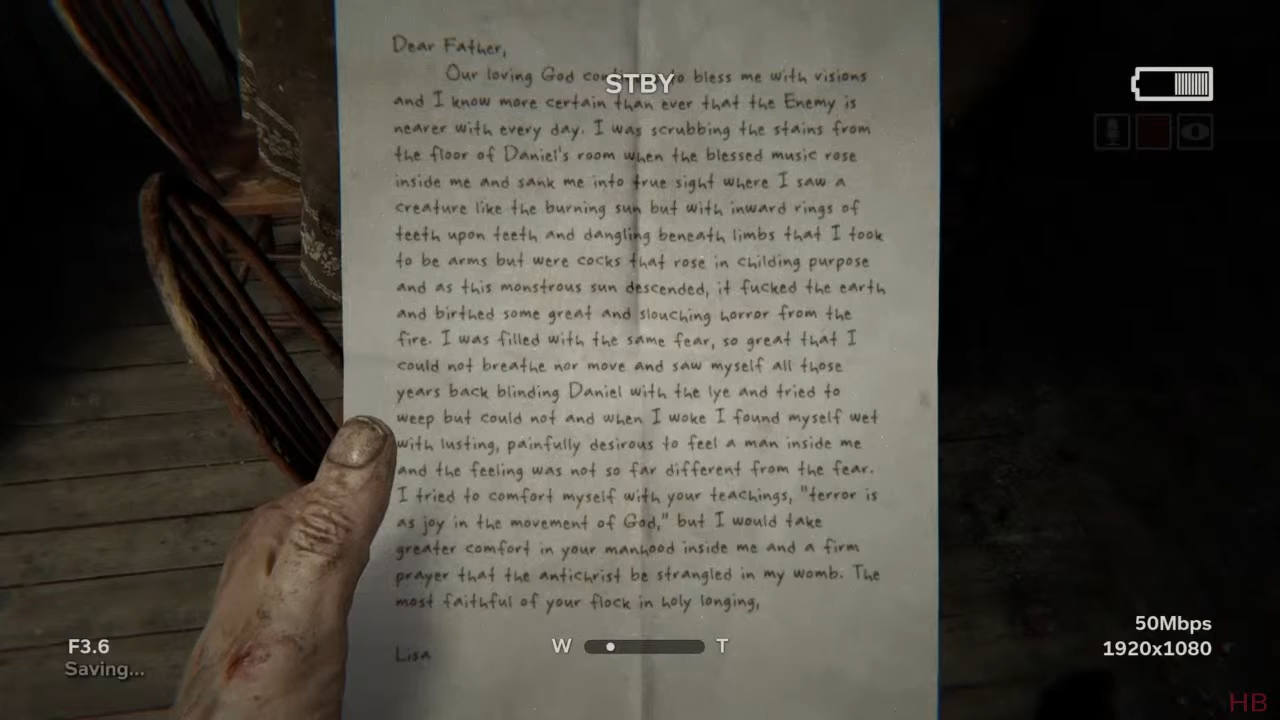 Dear Father,
Our loving God to bless me with visions
and I know more certain than ever that the Enemy is
nearer with every day. I was scrubbing the stains from
the floor of Daniel's room when the blessed music rose
inside me and sank me into true sight where I saw a
creature like the burning sun but with inward rings of
teeth upon teeth and dangling beneath limbs that I took
to be arms but were cocks that rose in childing purpose
and as this monstrous sun descended, it fucked the earth
and birthed some great and slouching horror from the
fire. I was filled with the same fear, so great that I
could not breathe nor move and saw myself all those
years back blinding Daniel with the lye and tried to
weep but could not and when I woke I found myself wet
with lusting, painfully desirous to feel a man inside me
and the feeling was not so far different from the fear.
I tried to comfort myself with your teachings, "terror is
as joy in the movement of God," but I would take
greater comfort in your manhood inside me and a firm
prayer that the antichrist be strangled in my womb. The
most faithful of your flock in holy longing,
Lisa
STBY
F3.6
Saving...
W T
50Mbps
1920x1080
HB